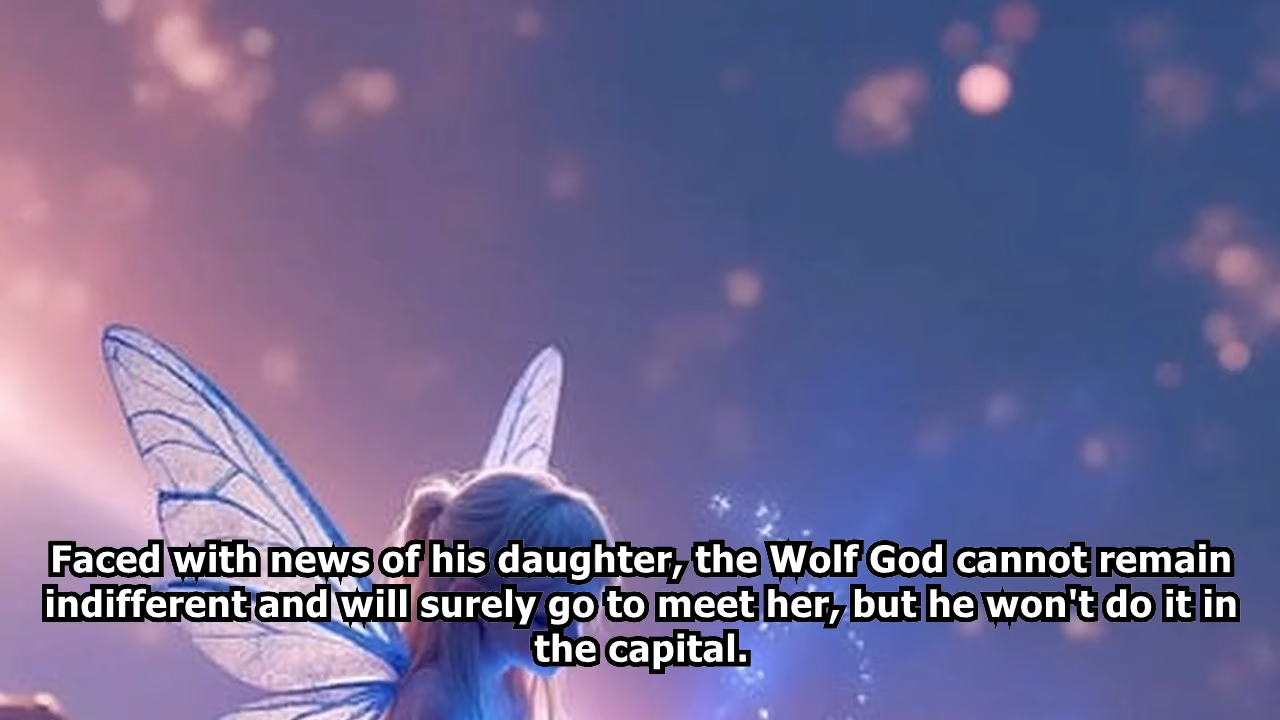 Faced with news of his daughter, the Wolf God cannot remain
indifferent and will surely go to meet her, but he won't do it in
the capital.